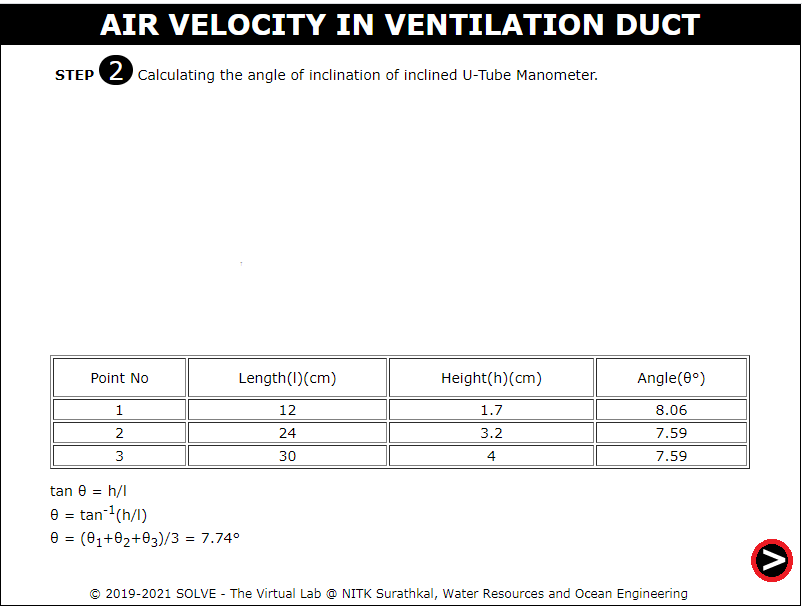 AIR VELOCITY IN VENTILATION DUCT
STEP 2 Calculating the angle of inclination of inclined U-Tube Manometer.
Point No Length(l)(cm) Height(h)(cm) Angle(θ°)
1 12 1.7 8.06
2 24 3.2 7.59
3 30 4 7.59
tan θ = h/l
θ = tan⁻¹(h/l)
θ = (θ₁+θ₂+θ₃)/3 = 7.74°
>
© 2019-2021 SOLVE - The Virtual Lab @ NITK Surathkal, Water Resources and Ocean Engineering